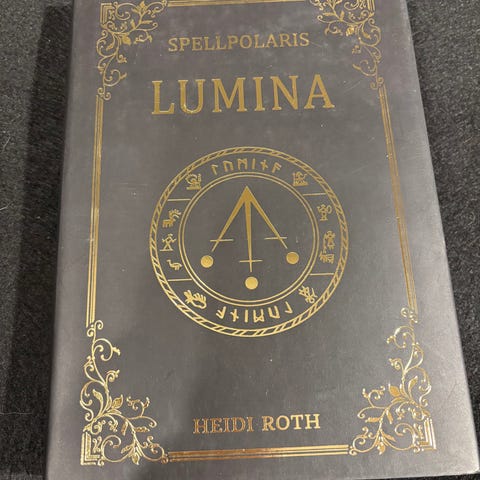 SPELLPOLARIS
LUMINA
HEIDI ROTH